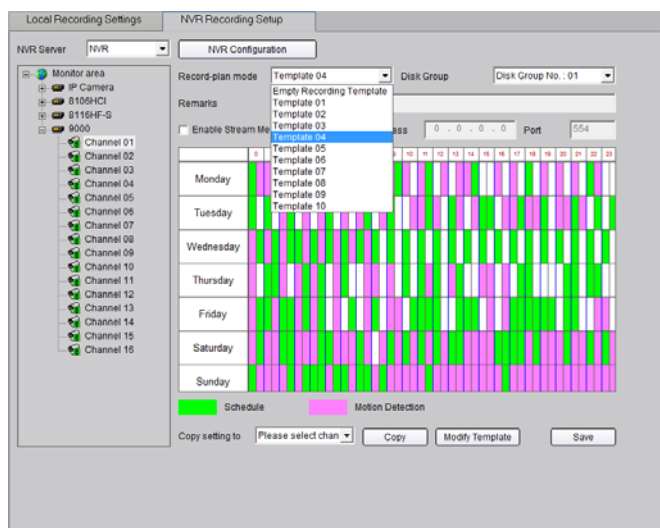 Local Recording Settings
NVR Recording Setup
NVR Server NVR
NVR Configuration
Monitor area
IP Camera
8106HCI
8116HF-S
9000
Channel 01
Channel 02
Channel 03
Channel 04
Channel 05
Channel 06
Channel 07
Channel 08
Channel 09
Channel 10
Channel 11
Channel 12
Channel 13
Channel 14
Channel 15
Channel 16
Record-plan mode Template 04 Disk Group Disk Group No. : 01
Empty Recording Template
Template 01
Template 02
Template 03
Template 04
Template 05
Template 06
Template 07
Template 08
Template 09
Template 10
Remarks
Enable Stream Me ss 0 . 0 . 0 . 0 Port 554
0 9 10 11 12 13 14 15 16 17 18 19 20 21 22 23
Monday
Tuesday
Wednesday
Thursday
Friday
Saturday
Sunday
Schedule Motion Detection
Copy setting to Please select chan Copy Modify Template Save